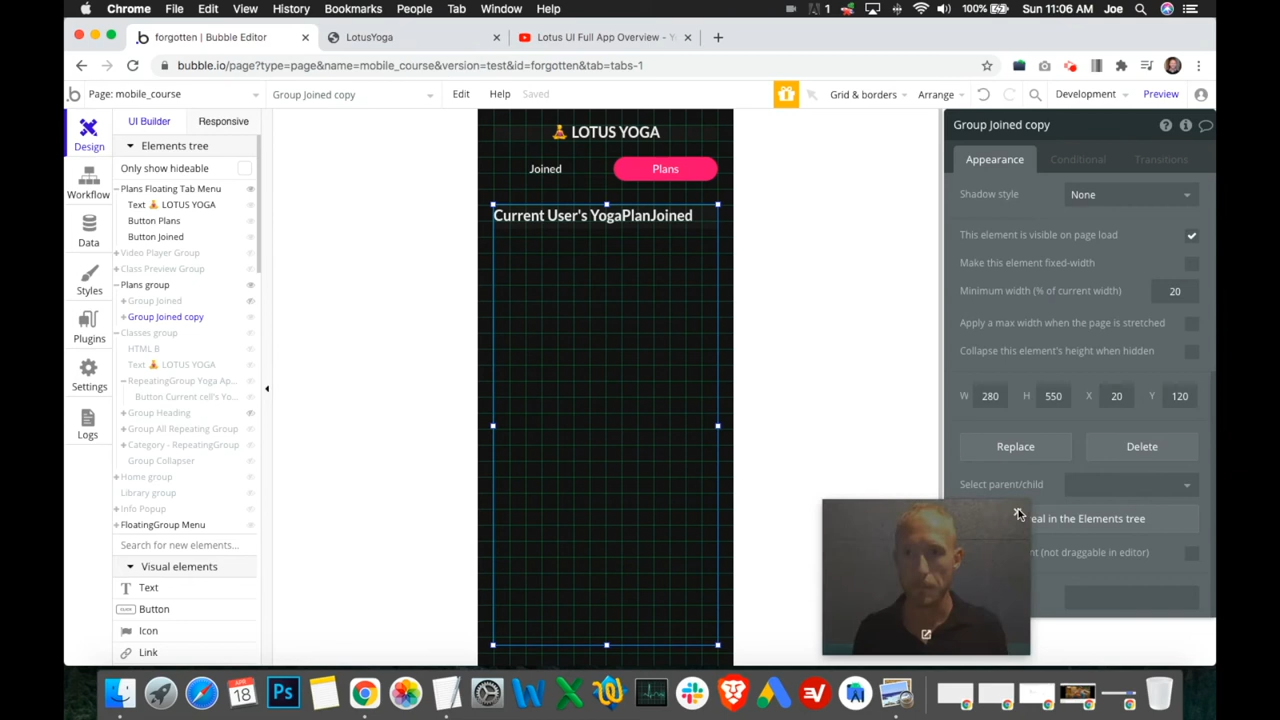 Chrome File Edit View History Bookmarks People Tab Window Help 1 100% Sun 11:06 AM Joe
forgotten | Bubble Editor LotusYoga Lotus UI Full App Overview - Yo
bubble.io/page?type=page&name=mobile_course&version=test&id=forgotten&tab=tabs-1
Page: mobile_course Group Joined copy Edit Help Saved Grid & borders Arrange Development Preview
Design
Workflow
Data
Styles
Plugins
Settings
Logs
UI Builder Responsive
Elements tree
Only show hideable
Plans Floating Tab Menu
Text 🧘 LOTUS YOGA
Button Plans
Button Joined
Video Player Group
Class Preview Group
Plans group
Group Joined
Group Joined copy
Classes group
HTML B
Text 🧘 LOTUS YOGA
RepeatingGroup Yoga Ap...
Button Current cell's Yo...
Group Heading
Group All Repeating Group
Category - RepeatingGroup
Group Collapser
Home group
Library group
Info Popup
FloatingGroup Menu
Search for new elements...
Visual elements
Text
CLICK Button
Icon
Link
🧘 LOTUS YOGA
Joined Plans
Current User's YogaPlanJoined
Group Joined copy
Appearance Conditional Transitions
Shadow style None
This element is visible on page load
Make this element fixed-width
Minimum width (% of current width) 20
Apply a max width when the page is stretched
Collapse this element's height when hidden
W 280 H 550 X 20 Y 120
Replace Delete
Select parent/child
eal in the Elements tree
nt (not draggable in editor)
APR
18
Ps